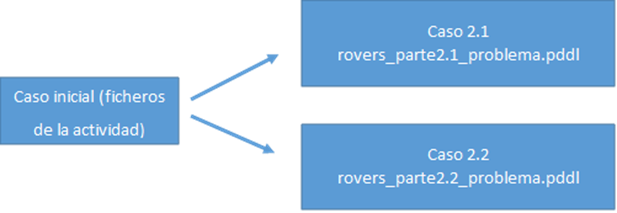 Caso inicial (ficheros
de la actividad)
Caso 2.1
rovers_parte2.1_problema.pddl
Caso 2.2
rovers_parte2.2_problema.pddl